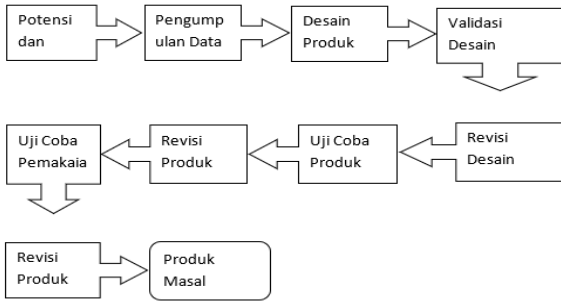 Potensi
dan
Pengump
ulan Data
Desain
Produk
Validasi
Desain
Revisi
Desain
Uji Coba
Produk
Revisi
Produk
Uji Coba
Pemakaia
Revisi
Produk
Produk
Masal